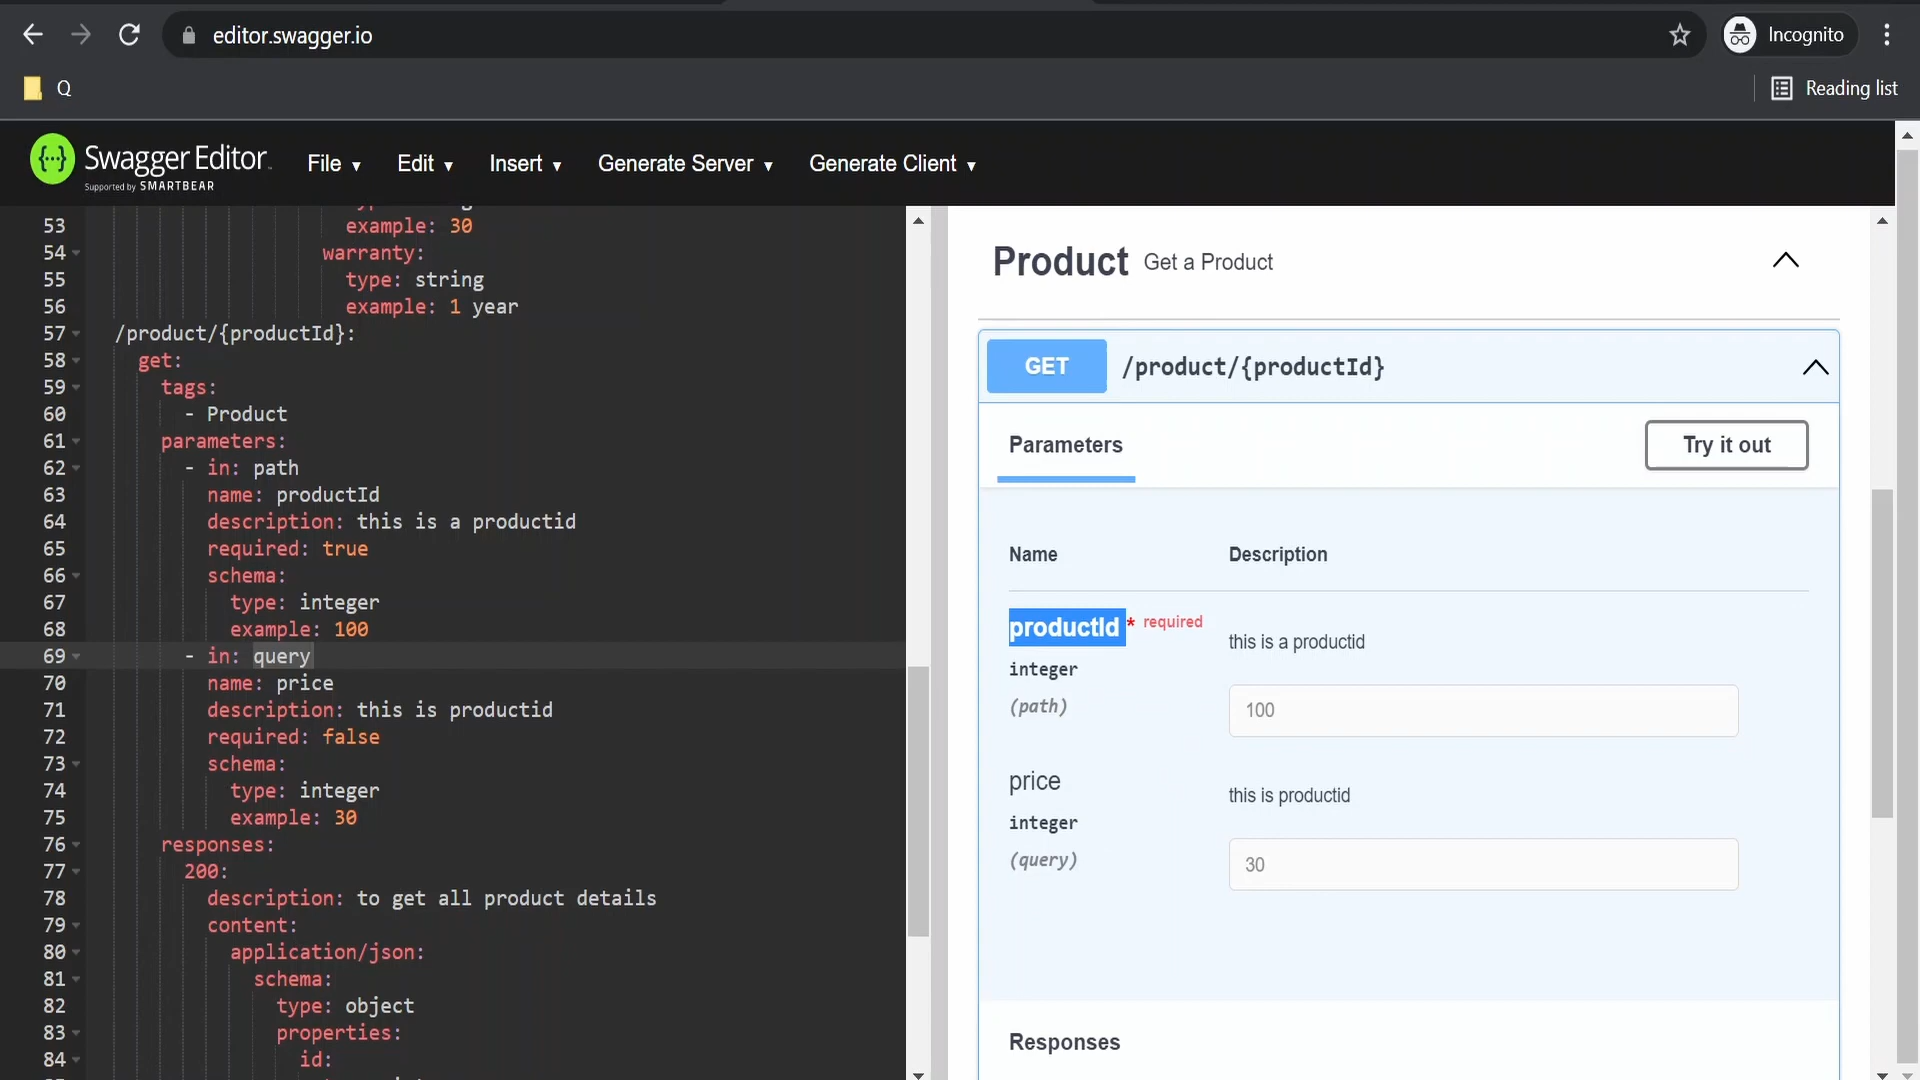 editor.swagger.io
Incognito
Q
Reading list
Swagger Editor
Supported by SMARTBEAR
File
Edit
Insert
Generate Server
Generate Client
53 example: 30
54 warranty:
55 type: string
56 example: 1 year
57 /product/{productId}:
58 get:
59 tags:
60 - Product
61 parameters:
62 - in: path
63 name: productId
64 description: this is a productid
65 required: true
66 schema:
67 type: integer
68 example: 100
69 - in: query
70 name: price
71 description: this is productid
72 required: false
73 schema:
74 type: integer
75 example: 30
76 responses:
77 200:
78 description: to get all product details
79 content:
80 application/json:
81 schema:
82 type: object
83 properties:
84 id:
Product Get a Product
GET /product/{productId}
Parameters
Try it out
Name Description
productId * required
this is a productid
integer
(path)
100
price
this is productid
integer
(query)
30
Responses